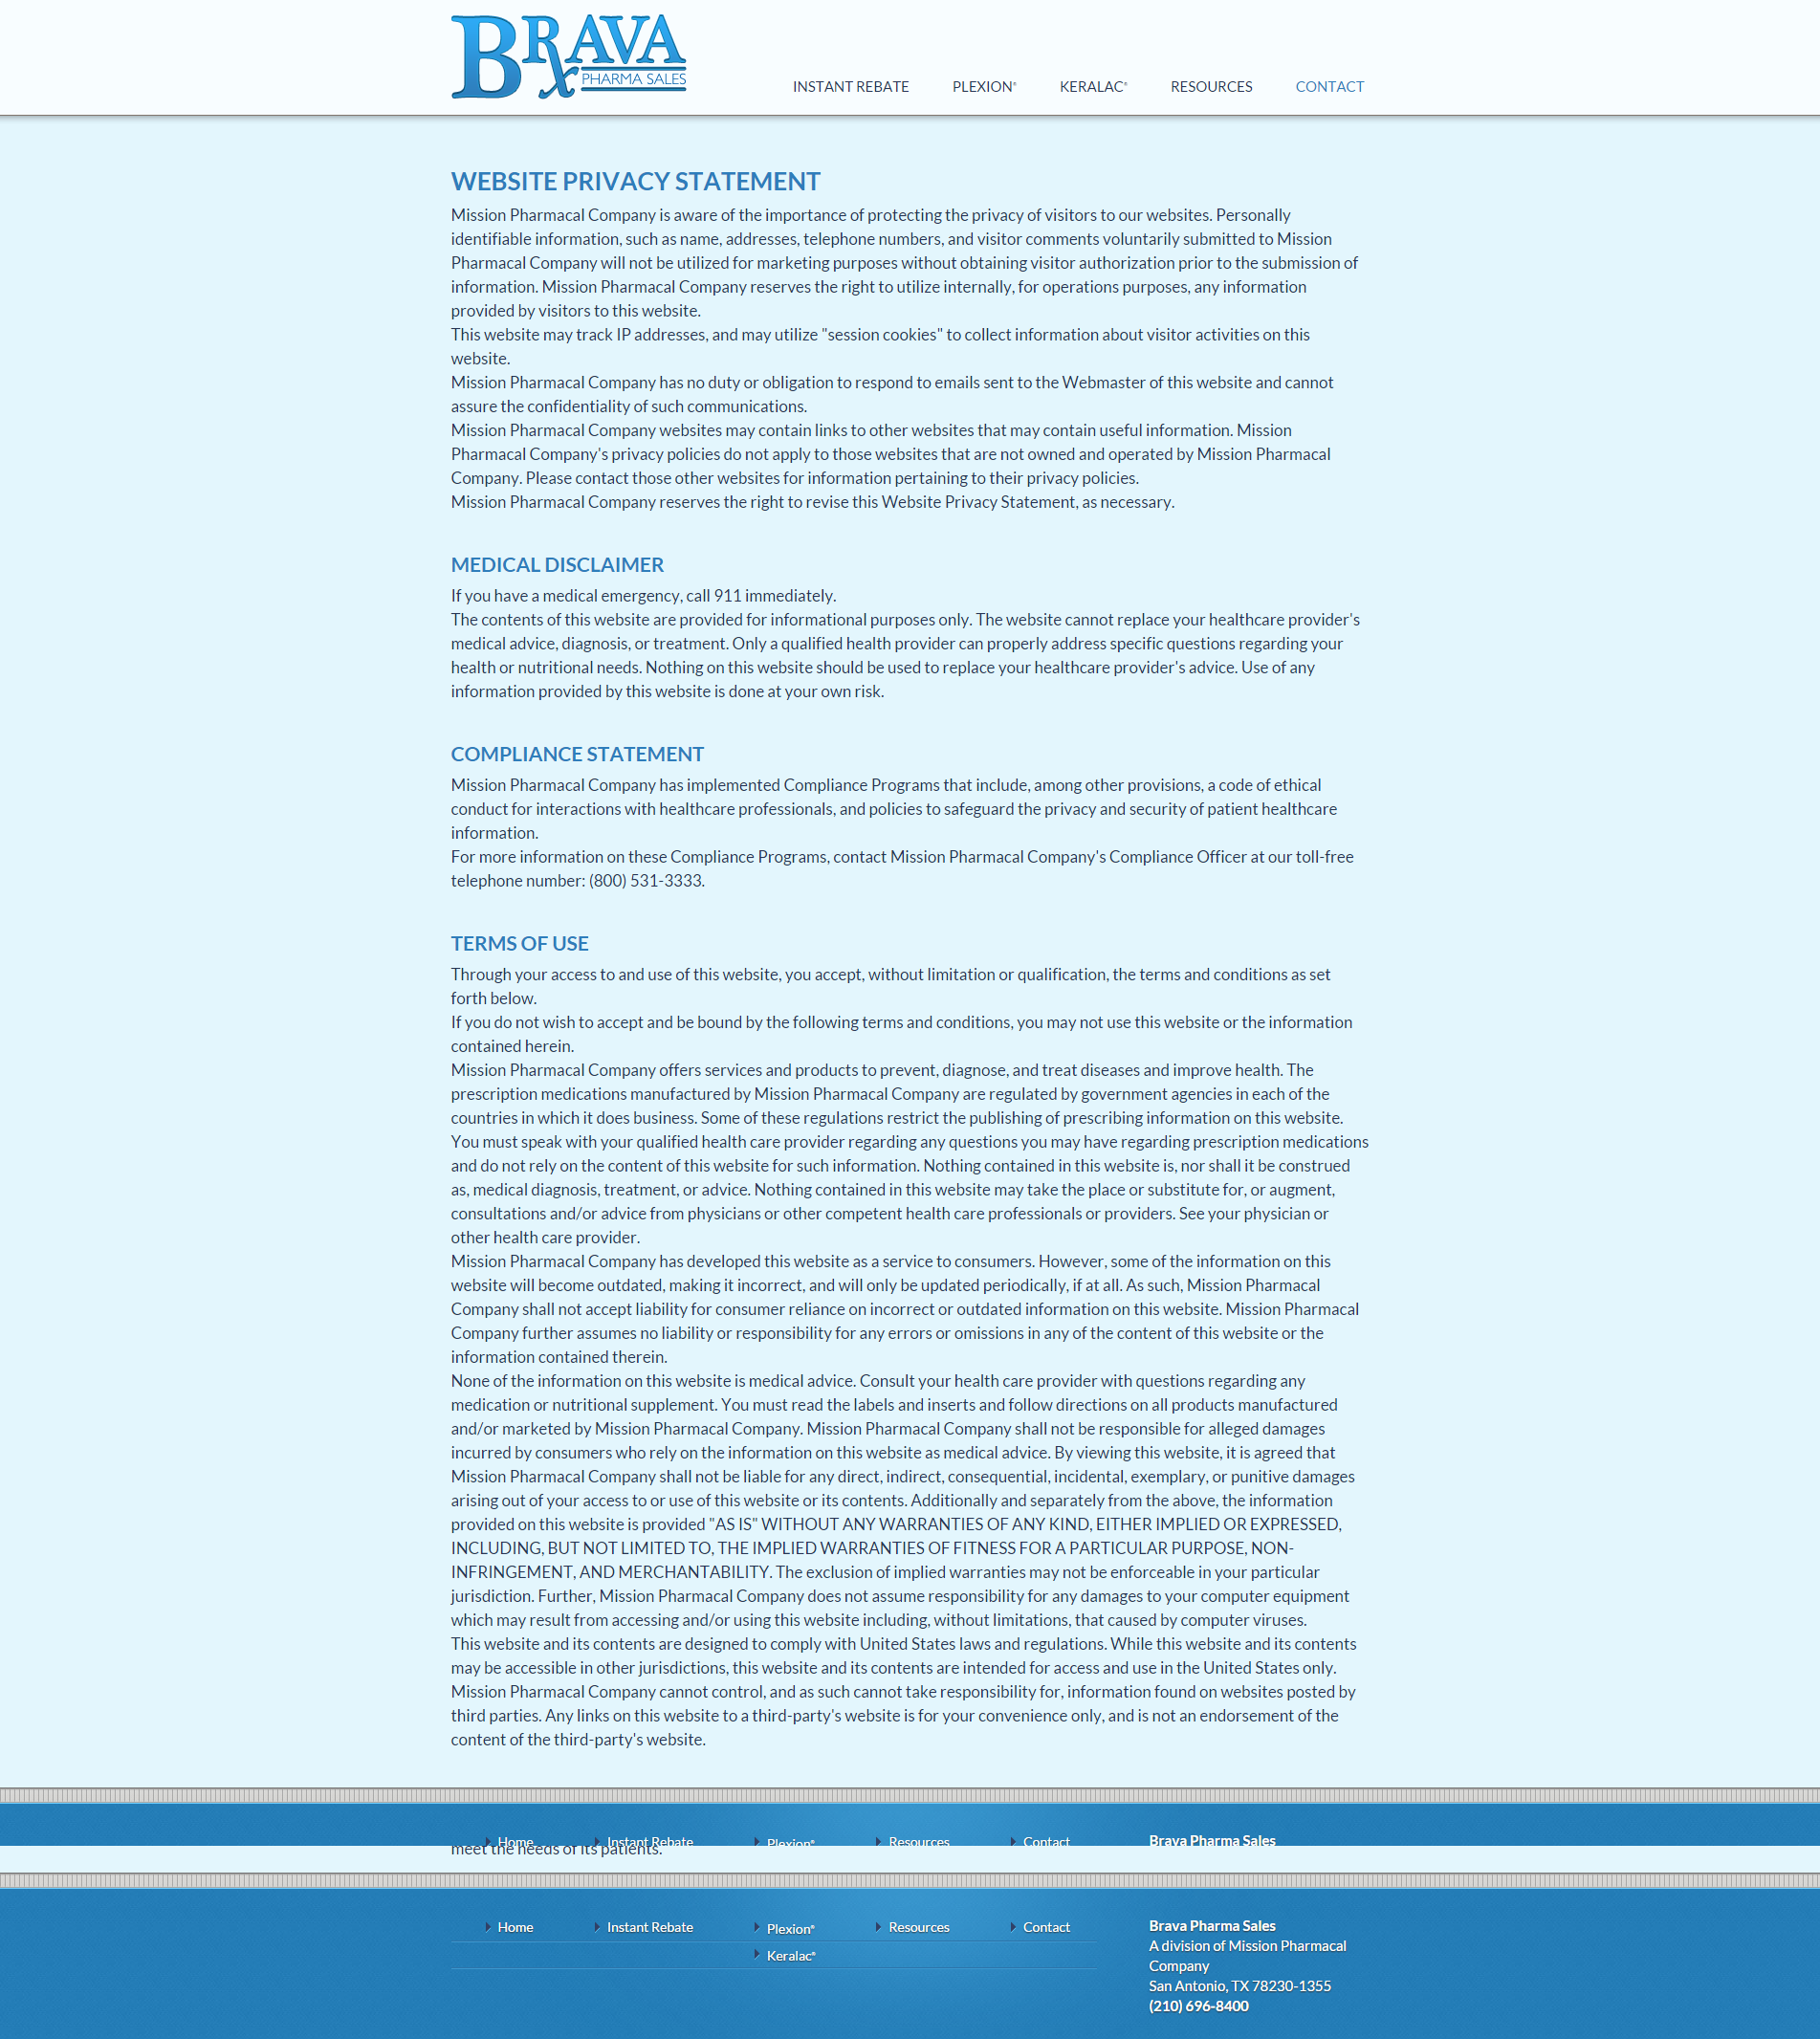 BRAVA
Rx PHARMA SALES
INSTANT REBATE PLEXION® KERALAC® RESOURCES CONTACT
WEBSITE PRIVACY STATEMENT
Mission Pharmacal Company is aware of the importance of protecting the privacy of visitors to our websites. Personally
identifiable information, such as name, addresses, telephone numbers, and visitor comments voluntarily submitted to Mission
Pharmacal Company will not be utilized for marketing purposes without obtaining visitor authorization prior to the submission of
information. Mission Pharmacal Company reserves the right to utilize internally, for operations purposes, any information
provided by visitors to this website.
This website may track IP addresses, and may utilize "session cookies" to collect information about visitor activities on this
website.
Mission Pharmacal Company has no duty or obligation to respond to emails sent to the Webmaster of this website and cannot
assure the confidentiality of such communications.
Mission Pharmacal Company websites may contain links to other websites that may contain useful information. Mission
Pharmacal Company's privacy policies do not apply to those websites that are not owned and operated by Mission Pharmacal
Company. Please contact those other websites for information pertaining to their privacy policies.
Mission Pharmacal Company reserves the right to revise this Website Privacy Statement, as necessary.
MEDICAL DISCLAIMER
If you have a medical emergency, call 911 immediately.
The contents of this website are provided for informational purposes only. The website cannot replace your healthcare provider's
medical advice, diagnosis, or treatment. Only a qualified health provider can properly address specific questions regarding your
health or nutritional needs. Nothing on this website should be used to replace your healthcare provider's advice. Use of any
information provided by this website is done at your own risk.
COMPLIANCE STATEMENT
Mission Pharmacal Company has implemented Compliance Programs that include, among other provisions, a code of ethical
conduct for interactions with healthcare professionals, and policies to safeguard the privacy and security of patient healthcare
information.
For more information on these Compliance Programs, contact Mission Pharmacal Company's Compliance Officer at our toll-free
telephone number: (800) 531-3333.
TERMS OF USE
Through your access to and use of this website, you accept, without limitation or qualification, the terms and conditions as set
forth below.
If you do not wish to accept and be bound by the following terms and conditions, you may not use this website or the information
contained herein.
Mission Pharmacal Company offers services and products to prevent, diagnose, and treat diseases and improve health. The
prescription medications manufactured by Mission Pharmacal Company are regulated by government agencies in each of the
countries in which it does business. Some of these regulations restrict the publishing of prescribing information on this website.
You must speak with your qualified health care provider regarding any questions you may have regarding prescription medications
and do not rely on the content of this website for such information. Nothing contained in this website is, nor shall it be construed
as, medical diagnosis, treatment, or advice. Nothing contained in this website may take the place or substitute for, or augment,
consultations and/or advice from physicians or other competent health care professionals or providers. See your physician or
other health care provider.
Mission Pharmacal Company has developed this website as a service to consumers. However, some of the information on this
website will become outdated, making it incorrect, and will only be updated periodically, if at all. As such, Mission Pharmacal
Company shall not accept liability for consumer reliance on incorrect or outdated information on this website. Mission Pharmacal
Company further assumes no liability or responsibility for any errors or omissions in any of the content of this website or the
information contained therein.
None of the information on this website is medical advice. Consult your health care provider with questions regarding any
medication or nutritional supplement. You must read the labels and inserts and follow directions on all products manufactured
and/or marketed by Mission Pharmacal Company. Mission Pharmacal Company shall not be responsible for alleged damages
incurred by consumers who rely on the information on this website as medical advice. By viewing this website, it is agreed that
Mission Pharmacal Company shall not be liable for any direct, indirect, consequential, incidental, exemplary, or punitive damages
arising out of your access to or use of this website or its contents. Additionally and separately from the above, the information
provided on this website is provided "AS IS" WITHOUT ANY WARRANTIES OF ANY KIND, EITHER IMPLIED OR EXPRESSED,
INCLUDING, BUT NOT LIMITED TO, THE IMPLIED WARRANTIES OF FITNESS FOR A PARTICULAR PURPOSE, NON-
INFRINGEMENT, AND MERCHANTABILITY. The exclusion of implied warranties may not be enforceable in your particular
jurisdiction. Further, Mission Pharmacal Company does not assume responsibility for any damages to your computer equipment
which may result from accessing and/or using this website including, without limitations, that caused by computer viruses.
This website and its contents are designed to comply with United States laws and regulations. While this website and its contents
may be accessible in other jurisdictions, this website and its contents are intended for access and use in the United States only.
Mission Pharmacal Company cannot control, and as such cannot take responsibility for, information found on websites posted by
third parties. Any links on this website to a third-party's website is for your convenience only, and is not an endorsement of the
content of the third-party's website.
Home Instant Rebate Plexion® Resources Contact Brava Pharma Sales
meet the needs of its patients.
Home Instant Rebate Plexion® Resources Contact
Keralac®
Brava Pharma Sales
A division of Mission Pharmacal
Company
San Antonio, TX 78230-1355
(210) 696-8400